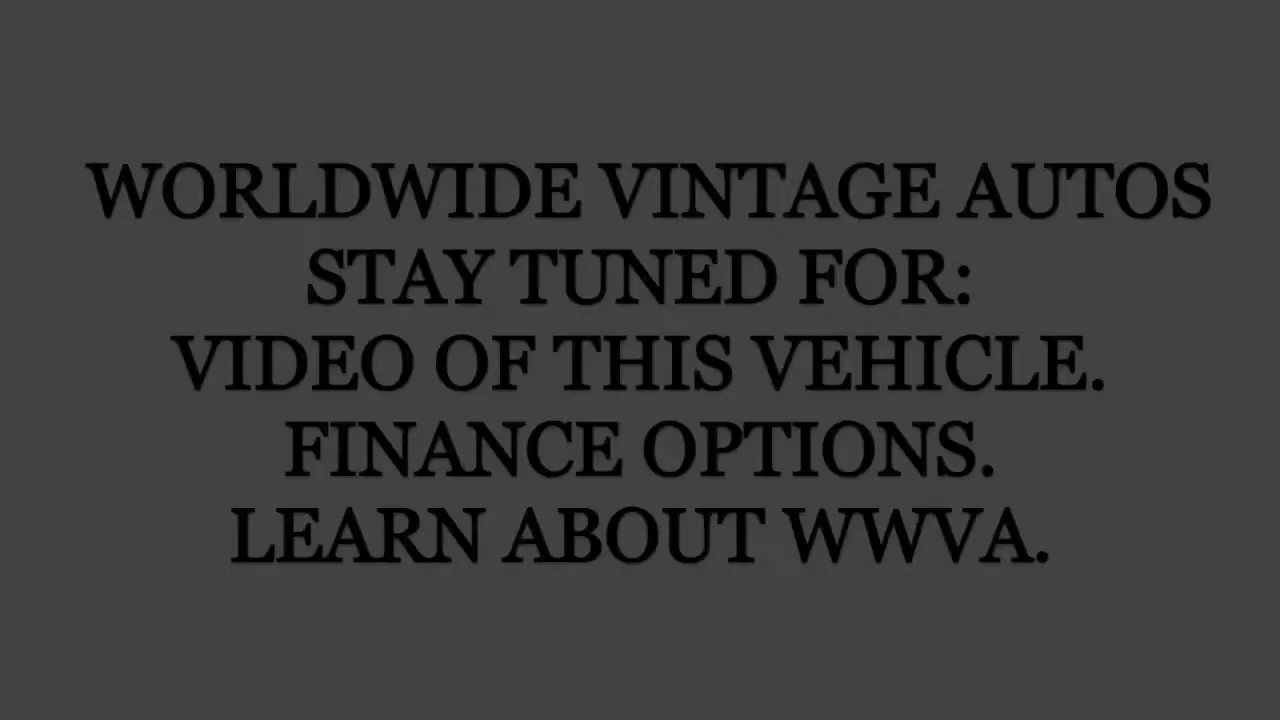 WORLDWIDE VINTAGE AUTOS
STAY TUNED FOR:
VIDEO OF THIS VEHICLE.
FINANCE OPTIONS.
LEARN ABOUT WWVA.